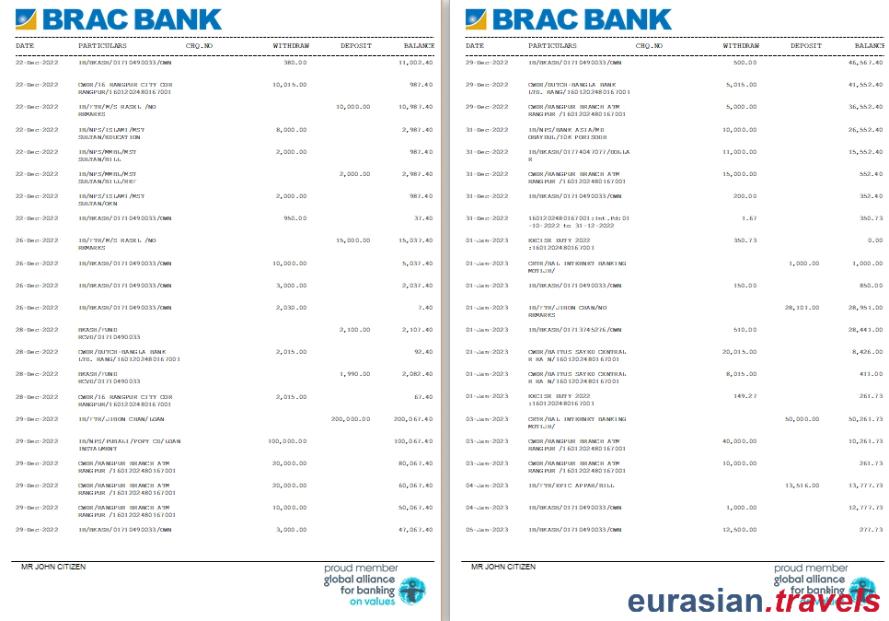 BRAC BANK
DATE PARTICULARS CHQ.NO WITHDRAW DEPOSIT BALANCE
22-Dec-2022 IB/BKASH/01710490033/OWN 380.00 11,002.40
22-Dec-2022 CWDR/16 RANGPUR CITY COR 10,015.00 987.40
RANGPUR/1601202480167001
22-Dec-2022 IB/FTR/M/S RASEL /NO 10,000.00 10,987.40
REMARKS
22-Dec-2022 IB/NPS/ISLAMI/MST 8,000.00 2,987.40
SULTAN/EDUCATION
22-Dec-2022 IB/NPS/MMBL/MST 2,000.00 987.40
SULTAN/BILL
22-Dec-2022 IB/NPS/MMBL/MST 2,000.00 2,987.40
SULTAN/BILL/REF
22-Dec-2022 IB/NPS/ISLAMI/MST 2,000.00 987.40
SULTAN/OWN
22-Dec-2022 IB/BKASH/01710490033/OWN 950.00 37.40
26-Dec-2022 IB/FTR/M/S RASEL /NO 15,000.00 15,037.40
REMARKS
26-Dec-2022 IB/BKASH/01710490033/OWN 10,000.00 5,037.40
26-Dec-2022 IB/BKASH/01710490033/OWN 3,000.00 2,037.40
26-Dec-2022 IB/BKASH/01710490033/OWN 2,030.00 7.40
28-Dec-2022 BKASH/FUND 2,100.00 2,107.40
RCVD/01710490033
28-Dec-2022 CWDR/DUTCH-BANGLA BANK 2,015.00 92.40
LTD. RANG/1601202480167001
28-Dec-2022 BKASH/FUND 1,990.00 2,082.40
RCVD/01710490033
28-Dec-2022 CWDR/16 RANGPUR CITY COR 2,015.00 67.40
RANGPUR/1601202480167001
29-Dec-2022 IB/FTR/JIBON CHAN/LOAN 200,000.00 200,067.40
29-Dec-2022 IB/NPS/PUBALI/POPY CO/LOAN 100,000.00 100,067.40
INSTALMENT
29-Dec-2022 CWDR/RANGPUR BRANCH ATM 20,000.00 80,067.40
RANGPUR /1601202480167001
29-Dec-2022 CWDR/RANGPUR BRANCH ATM 20,000.00 60,067.40
RANGPUR /1601202480167001
29-Dec-2022 CWDR/RANGPUR BRANCH ATM 10,000.00 50,067.40
RANGPUR /1601202480167001
29-Dec-2022 IB/BKASH/01710490033/OWN 3,000.00 47,067.40
MR JOHN CITIZEN
proud member
global alliance
for banking
on values
BRAC BANK
DATE PARTICULARS CHQ.NO WITHDRAW DEPOSIT BALANCE
29-Dec-2022 IB/BKASH/01710490033/OWN 500.00 46,567.40
29-Dec-2022 CWDR/DUTCH-BANGLA BANK 5,015.00 41,552.40
LTD. RANG/1601202480167001
29-Dec-2022 CWDR/RANGPUR BRANCH ATM 5,000.00 36,552.40
RANGPUR /1601202480167001
31-Dec-2022 IB/NPS/BANK ASIA/MD 10,000.00 26,552.40
31-Dec-2022 IB/BKASH/01774047077/DOLLA 11,000.00 15,552.40
R
31-Dec-2022 CWDR/RANGPUR BRANCH ATM 15,000.00 552.40
RANGPUR /1601202480167001
31-Dec-2022 IB/BKASH/01710490033/OWN 200.00 352.40
31-Dec-2022 1601202480167001:Int.Pd:01 1.67 350.73
-10-2022 to 31-12-2022
01-Jan-2023 EXCISE DUTY 2022 350.73 0.00
:1601202480167001
01-Jan-2023 CHTR/BAL INTERNET BANKING 1,000.00 1,000.00
MOTIJH/
01-Jan-2023 IB/BKASH/01710490033/OWN 150.00 850.00
01-Jan-2023 IB/FTR/JIBON CHAN/NO 28,101.00 28,951.00
REMARKS
01-Jan-2023 IB/BKASH/01713745276/OWN 510.00 28,441.00
01-Jan-2023 CWDR/BAITUS SAYKO CENTRAL 20,015.00 8,426.00
R RA N/1601202480167001
01-Jan-2023 CWDR/BAITUS SAYKO CENTRAL 8,015.00 411.00
R RA N/1601202480167001
01-Jan-2023 EXCISE DUTY 2022 149.27 261.73
:1601202480167001
03-Jan-2023 CHTR/BAL INTERNET BANKING 50,000.00 50,261.73
MOTIJH/
03-Jan-2023 CWDR/RANGPUR BRANCH ATM 40,000.00 10,261.73
RANGPUR /1601202480167001
03-Jan-2023 CWDR/RANGPUR BRANCH ATM 10,000.00 261.73
RANGPUR /1601202480167001
04-Jan-2023 IB/FTR/EPIC APPAR/BILL 13,516.00 13,777.73
04-Jan-2023 IB/BKASH/01710490033/OWN 1,000.00 12,777.73
05-Jan-2023 IB/BKASH/01710490033/OWN 12,500.00 277.73
MR JOHN CITIZEN
proud member
global alliance
for banking
on values
eurasian.travels